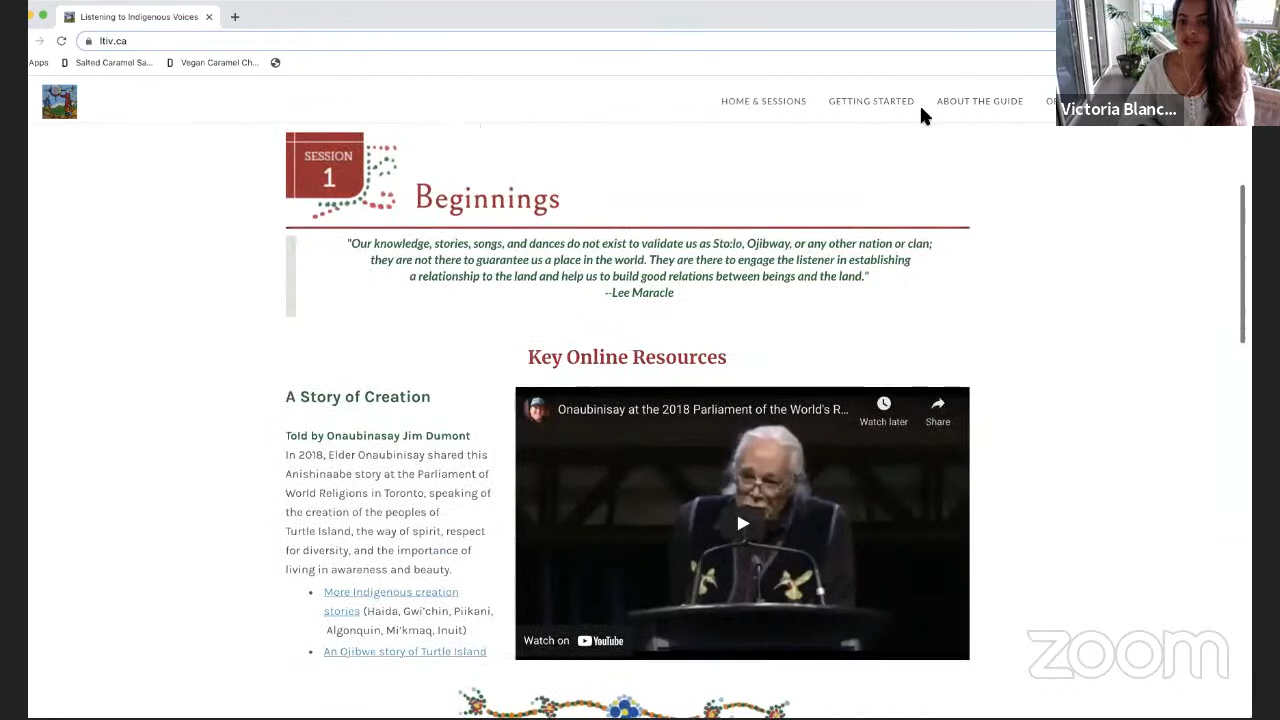 Listening to Indigenous Voices
ltiv.ca
Apps
Salted Caramel Sa...
Vegan Caramel Ch...
HOME & SESSIONS
GETTING STARTED
ABOUT THE GUIDE
Victoria Blanc...
SESSION
1
Beginnings
"Our knowledge, stories, songs, and dances do not exist to validate us as Sto:lo, Ojibway, or any other nation or clan;
they are not there to guarantee us a place in the world. They are there to engage the listener in establishing
a relationship to the land and help us to build good relations between beings and the land."
--Lee Maracle
Key Online Resources
A Story of Creation
Told by Onaubinasay Jim Dumont
In 2018, Elder Onaubinisay shared this
Anishinaabe story at the Parliament of
World Religions in Toronto, speaking of
the creation of the peoples of
Turtle Island, the way of spirit, respect
for diversity, and the importance of
living in awareness and beauty.
More Indigenous creation
stories (Haida, Gwi'chin, Piikani,
Algonquin, Mi'kmaq, Inuit)
An Ojibwe story of Turtle Island
Onaubinisay at the 2018 Parliament of the World's R...
Watch later
Share
Watch on YouTube
zoom